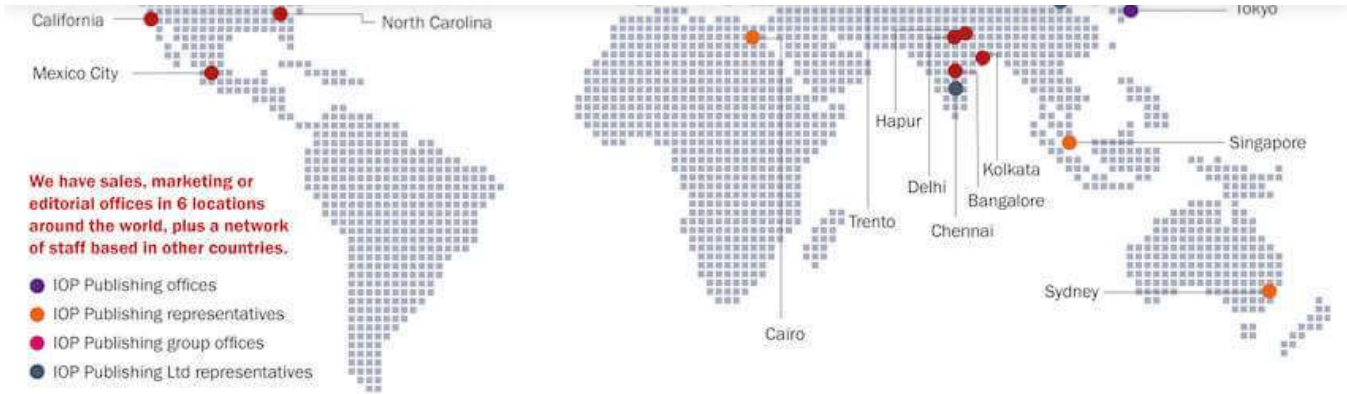 California
North Carolina
Tokyo
Mexico City
Hapur
Singapore
Kolkata
Delhi
Bangalore
Trento
Chennai
We have sales, marketing or
editorial offices in 6 locations
around the world, plus a network
of staff based in other countries.
IOP Publishing offices
IOP Publishing representatives
IOP Publishing group offices
IOP Publishing Ltd representatives
Sydney
Cairo